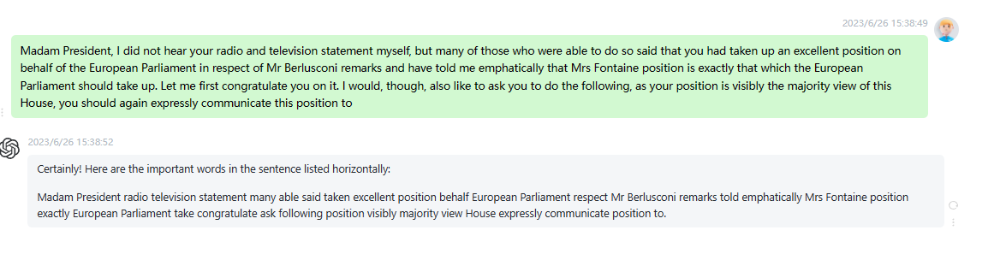 2023/6/26 15:38:49
Madam President, I did not hear your radio and television statement myself, but many of those who were able to do so said that you had taken up an excellent position on
behalf of the European Parliament in respect of Mr Berlusconi remarks and have told me emphatically that Mrs Fontaine position is exactly that which the European
Parliament should take up. Let me first congratulate you on it. I would, though, also like to ask you to do the following, as your position is visibly the majority view of this
House, you should again expressly communicate this position to
2023/6/26 15:38:52
Certainly! Here are the important words in the sentence listed horizontally:
Madam President radio television statement many able said taken excellent position behalf European Parliament respect Mr Berlusconi remarks told emphatically Mrs Fontaine position
exactly European Parliament take congratulate ask following position visibly majority view House expressly communicate position to.